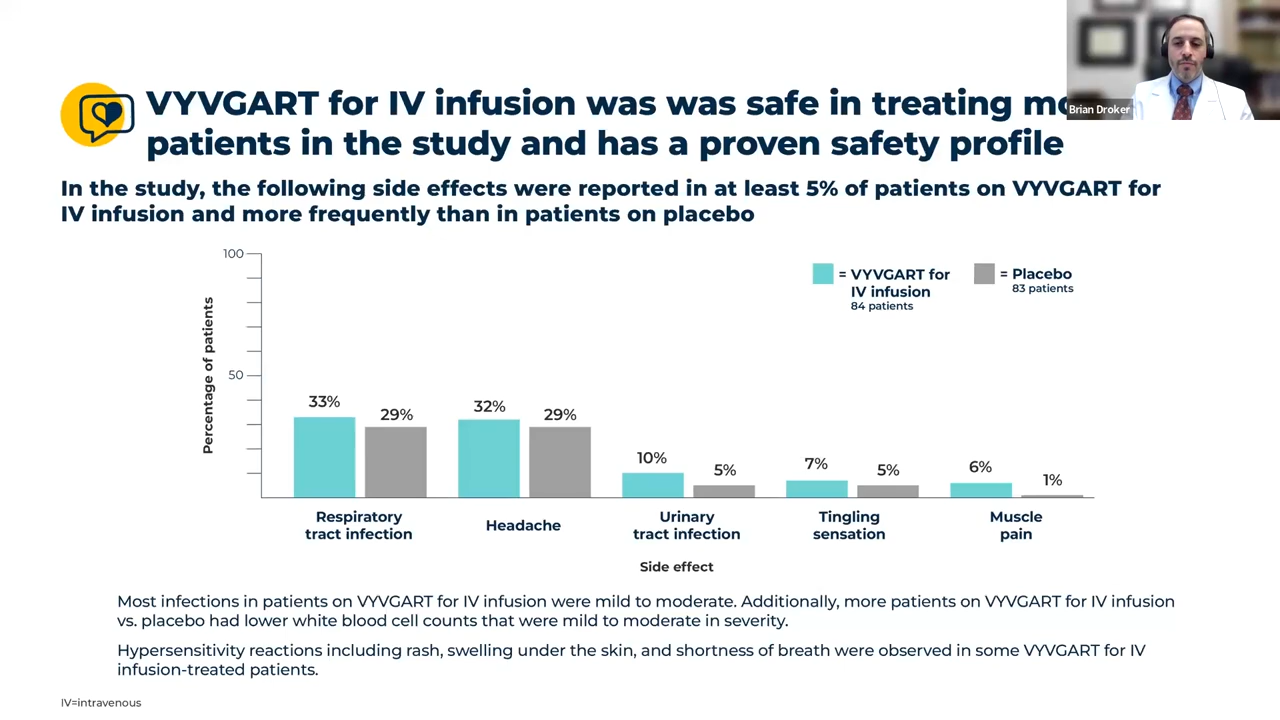 VYVGART for IV infusion was was safe in treating
patients in the study and has a proven safety profile
Brian Droker
In the study, the following side effects were reported in at least 5% of patients on VYVGART for
IV infusion and more frequently than in patients on placebo
100
50
Percentage of patients
= VYVGART for
IV infusion
84 patients
= Placebo
83 patients
33%
29%
32%
29%
10%
5%
7%
5%
6%
1%
Respiratory
tract infection
Headache
Urinary
tract infection
Tingling
sensation
Muscle
pain
Side effect
Most infections in patients on VYVGART for IV infusion were mild to moderate. Additionally, more patients on VYVGART for IV infusion
vs. placebo had lower white blood cell counts that were mild to moderate in severity.
Hypersensitivity reactions including rash, swelling under the skin, and shortness of breath were observed in some VYVGART for IV
infusion-treated patients.
IV=intravenous